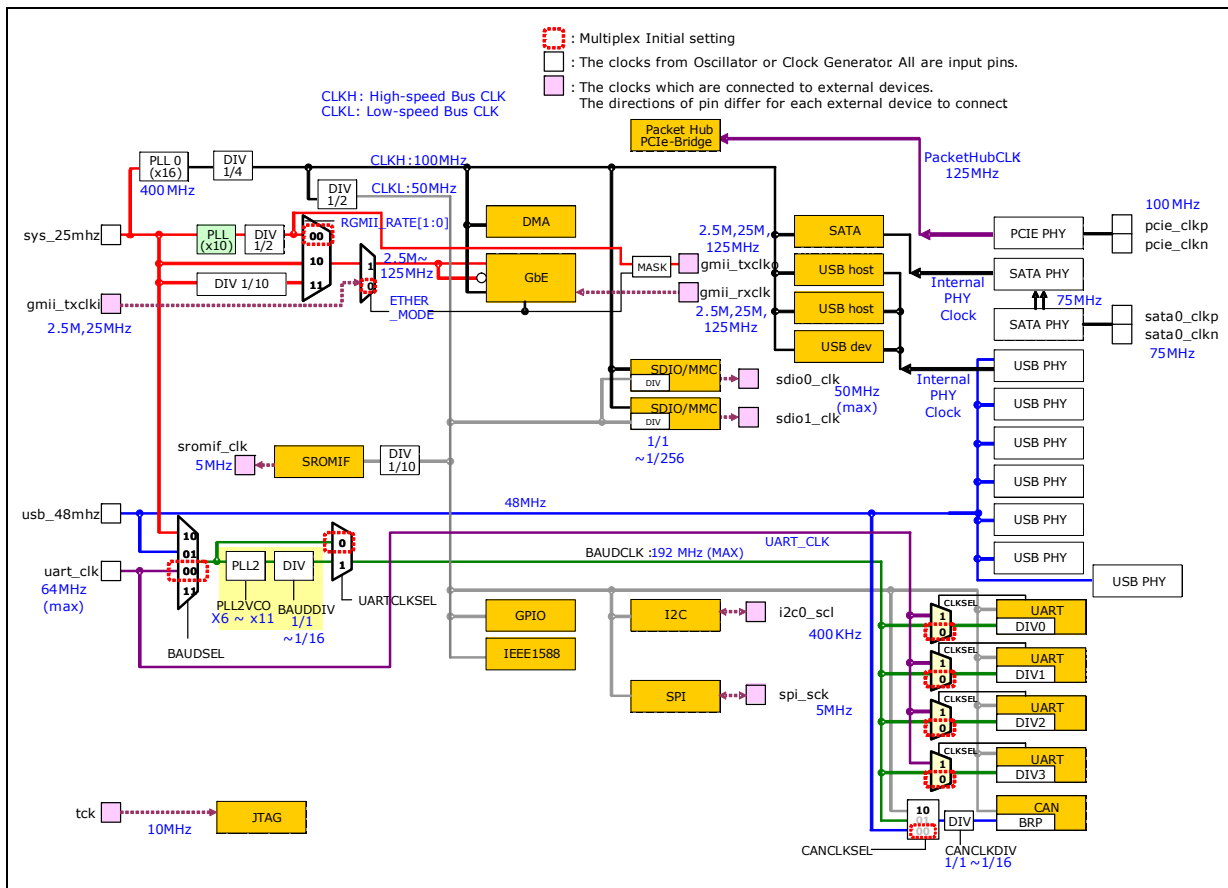 : Multiplex Initial setting
: The clocks from Oscillator or Clock Generator. All are input pins.
: The clocks which are connected to external devices.
The directions of pin differ for each external device to connect
CLKH: High-speed Bus CLK
CLKL: Low-speed Bus CLK
Packet Hub
PCIe-Bridge
PacketHubCLK:
125MHz
PLL 0
(x16)
DIV
1/4
CLKH:100MHz
400MHz
DIV
1/2
CLKL:50MHz
sys_25mhz
PLL
(x10)
DIV
1/2
00
10
11
RGMII_RATE[1:0]
DIV 1/10
1
0
2.5M~
125MHz
ETHER
_MODE
DMA
GbE
MASK
2.5M,25M,
125MHz
gmii_txclko
gmii_rxclk
2.5M,25M,
125MHz
gmii_txclki
2.5M,25MHz
SATA
USB host
USB host
USB dev
100MHz
pcie_clkp
pcie_clkn
PCIE PHY
SATA PHY
Internal
PHY
Clock
75MHz
SATA PHY
sata0_clkp
sata0_clkn
75MHz
USB PHY
Internal
PHY
Clock
USB PHY
USB PHY
USB PHY
USB PHY
USB PHY
USB PHY
SDIO/MMC
DIV
sdio0_clk
50MHz
(max)
SDIO/MMC
DIV
sdio1_clk
1/1
~1/256
sromif_clk
5MHz
SROMIF
DIV
1/10
usb_48mhz
48MHz
10
01
00
11
uart_clk
64MHz
(max)
PLL2
DIV
PLL2VCO
X6 ~ x11
BAUDDIV
1/1
~1/16
0
1
UARTCLKSEL
BAUDSEL
UART_CLK
BAUDCLK :192 MHz (MAX)
GPIO
IEEE1588
I2C
i2c0_scl
400KHz
SPI
spi_sck
5MHz
CLKSEL
1
0
UART
DIV0
CLKSEL
1
0
UART
DIV1
CLKSEL
1
0
UART
DIV2
CLKSEL
1
0
UART
DIV3
tck
10MHz
JTAG
10
01
00
DIV
CAN
BRP
CANCLKSEL
CANCLKDIV
1/1 ~1/16